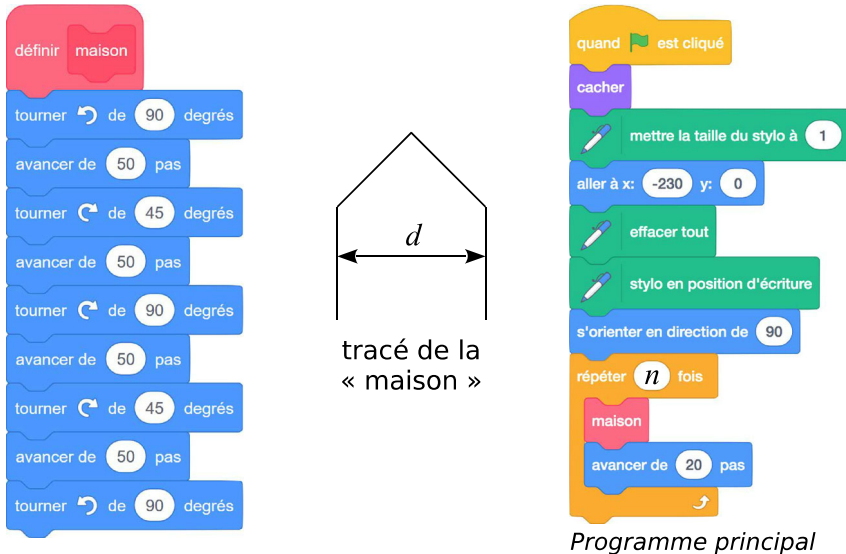 définir maison
tourner de 90 degrés
avancer de 50 pas
tourner de 45 degrés
avancer de 50 pas
tourner de 90 degrés
avancer de 50 pas
tourner de 45 degrés
avancer de 50 pas
tourner de 90 degrés
d
tracé de la
« maison »
quand est cliqué
cacher
mettre la taille du stylo à 1
aller à x: -230 y: 0
effacer tout
stylo en position d'écriture
s'orienter en direction de 90
répéter n fois
maison
avancer de 20 pas
Programme principal